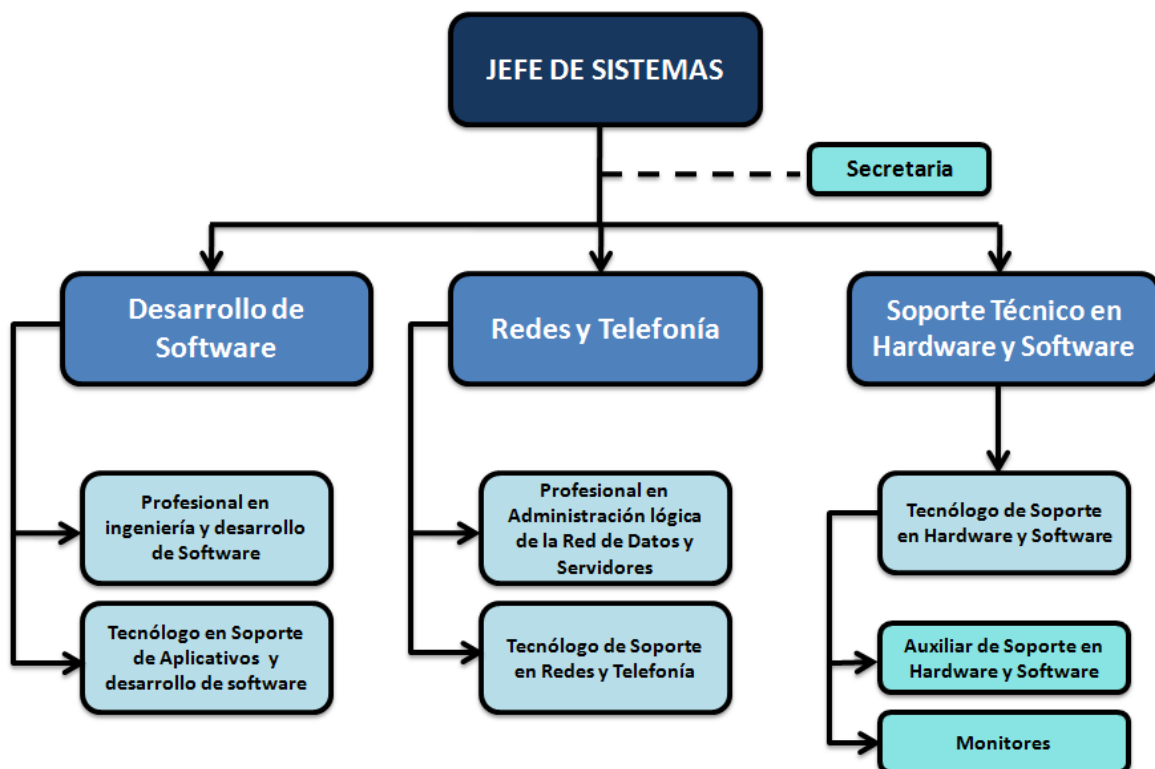 JEFE DE SISTEMAS
Secretaria
Desarrollo de
Software
Redes y Telefonía
Soporte Técnico en
Hardware y Software
Profesional en
ingeniería y desarrollo
de Software
Profesional en
Administración lógica
de la Red de Datos y
Servidores
Tecnólogo de Soporte
en Hardware y Software
Tecnólogo en Soporte
de Aplicativos y
desarrollo de software
Tecnólogo de Soporte
en Redes y Telefonía
Auxiliar de Soporte en
Hardware y Software
Monitores